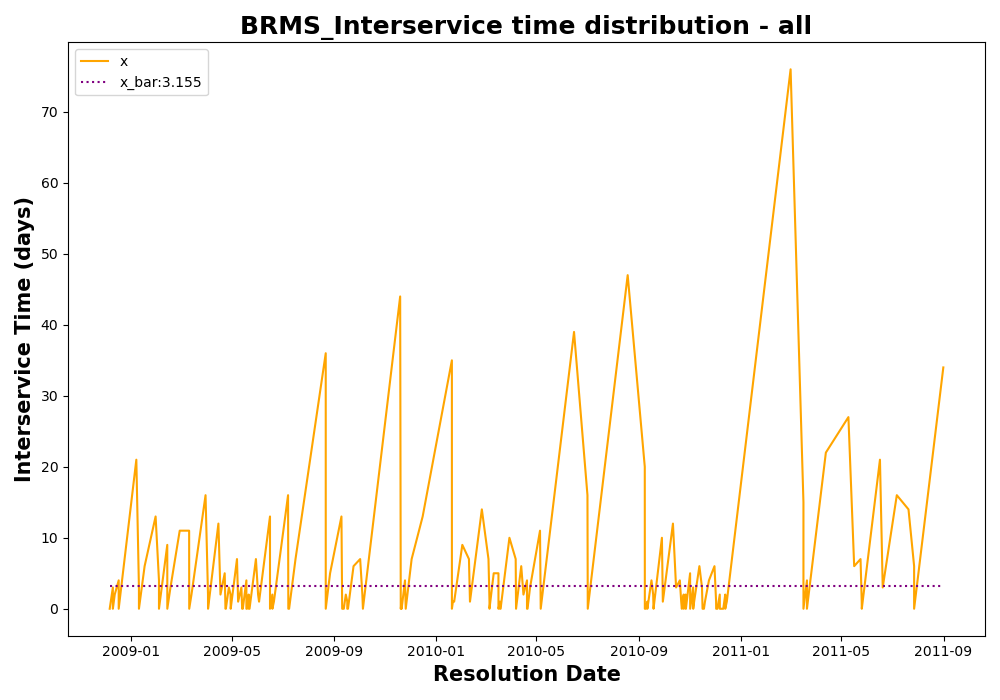 BRMS_Interservice time distribution - all
x
x_bar:3.155
Interservice Time (days)
70
60
50
40
30
20
10
0
2009-01 2009-05 2009-09 2010-01 2010-05 2010-09 2011-01 2011-05 2011-09
Resolution Date